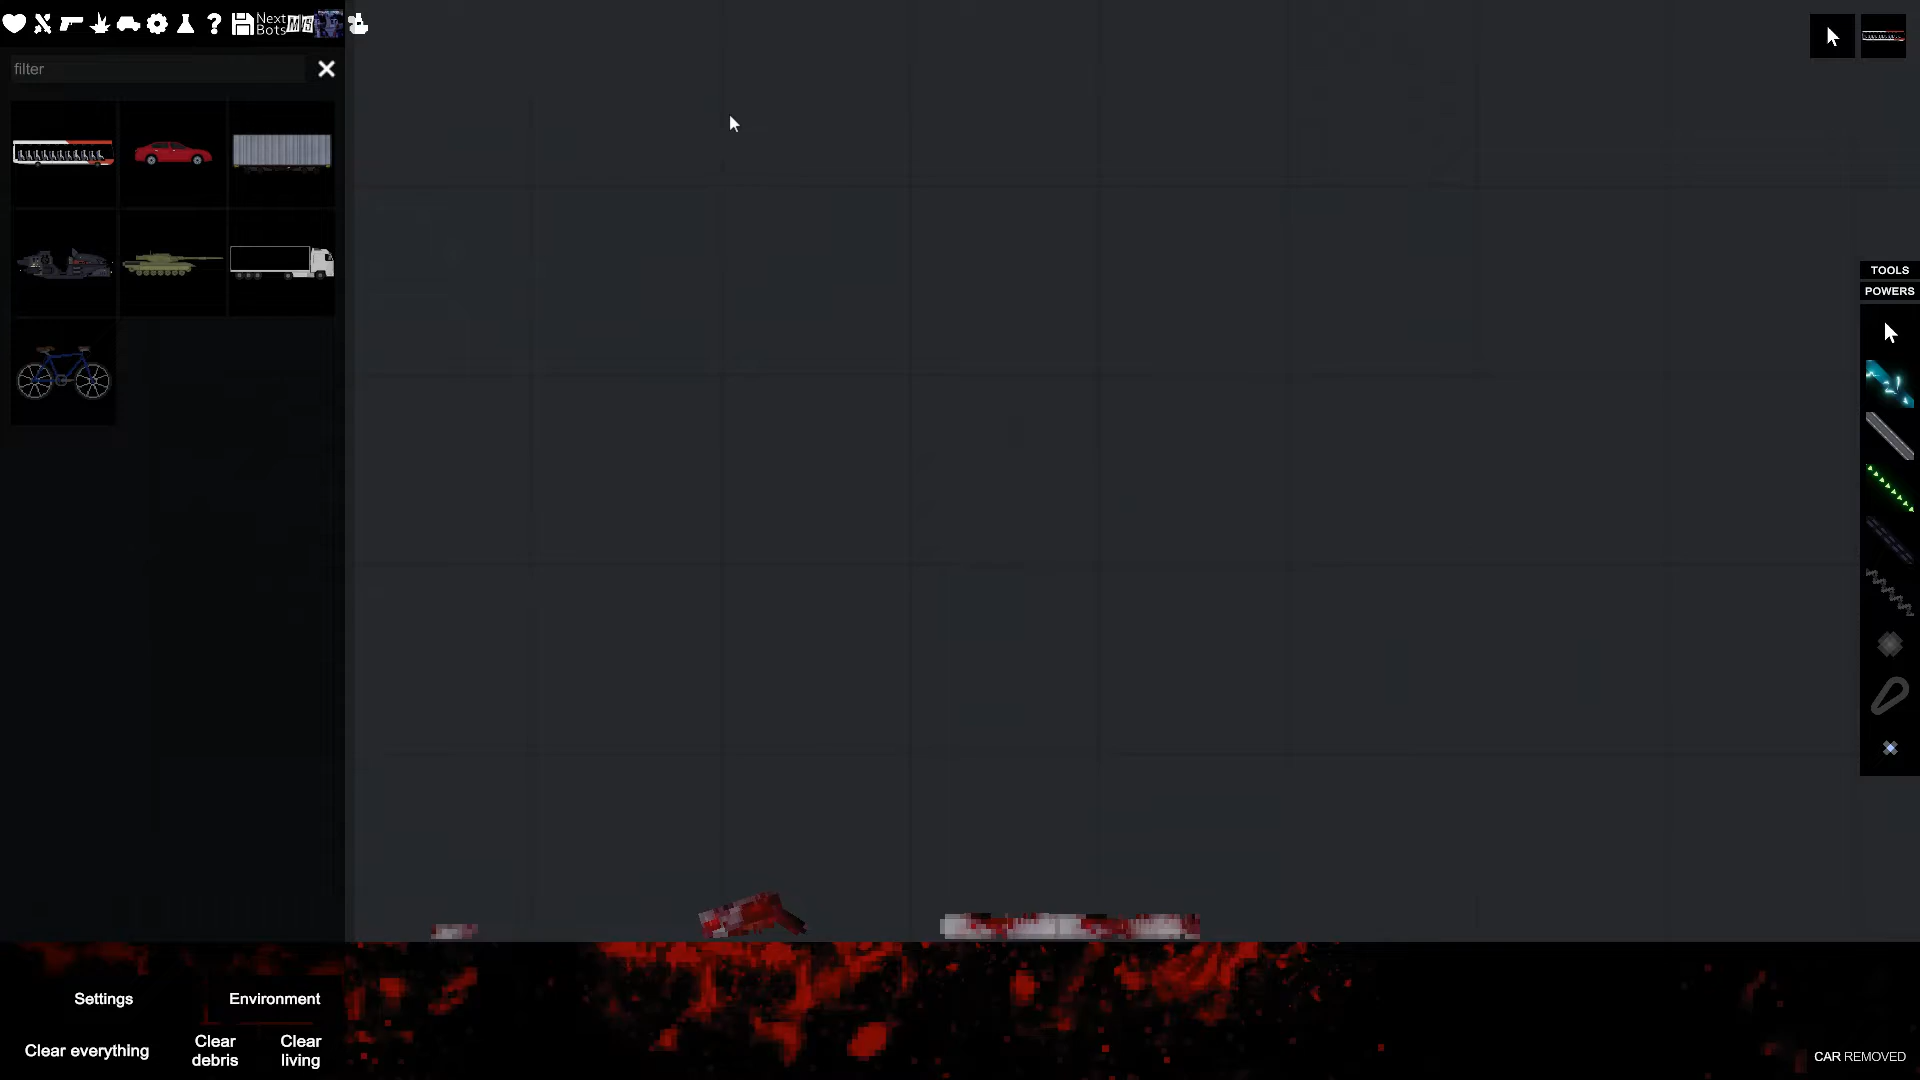 ?
Next
Bots
filter
TOOLS
POWERS
Settings
Environment
Clear everything
Clear
debris
Clear
living
CAR REMOVED